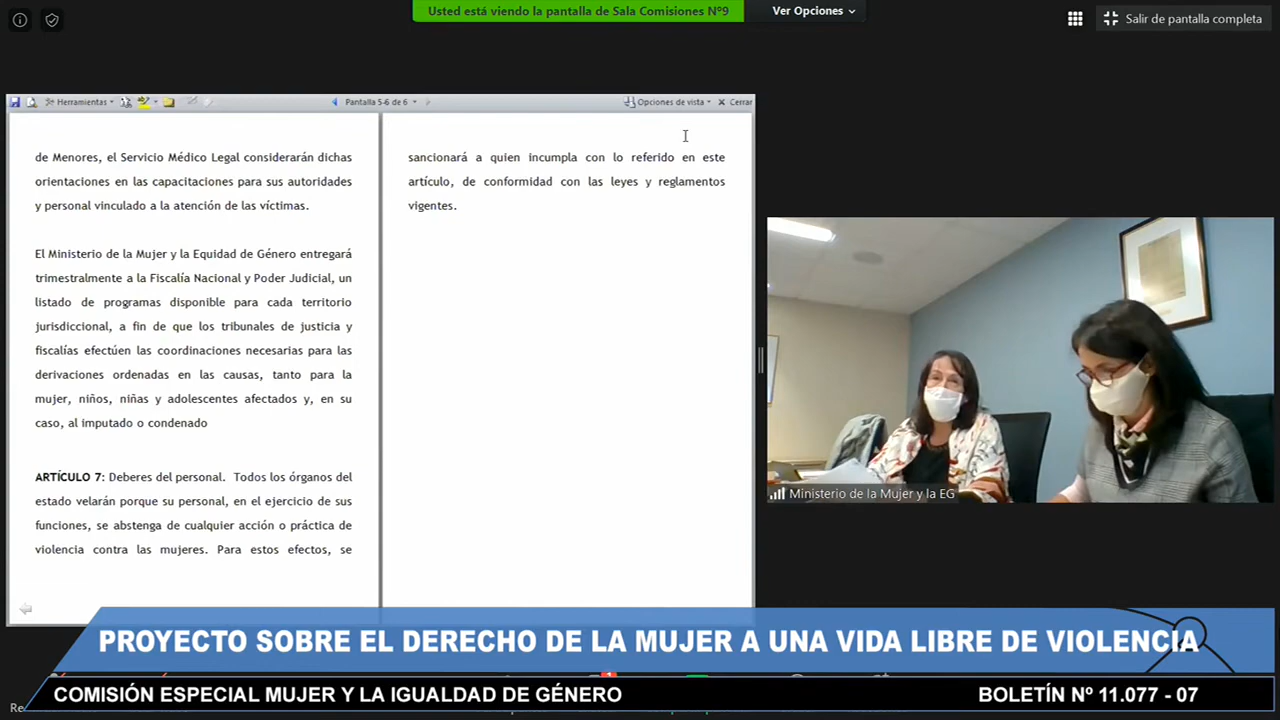 Usted está viendo la pantalla de Sala Comisiones Nº9
Ver Opciones
Salir de pantalla completa
Herramientas
Pantalla 5-6 de 6
Opciones de vista
Cerrar
de Menores, el Servicio Médico Legal considerarán dichas
orientaciones en las capacitaciones para sus autoridades
y personal vinculado a la atención de las víctimas.
El Ministerio de la Mujer y la Equidad de Género entregará
trimestralmente a la Fiscalía Nacional y Poder Judicial, un
listado de programas disponible para cada territorio
jurisdiccional, a fin de que los tribunales de justicia y
fiscalías efectúen las coordinaciones necesarias para las
derivaciones ordenadas en las causas, tanto para la
mujer, niños, niñas y adolescentes afectados y, en su
caso, al imputado o condenado
ARTÍCULO 7: Deberes del personal. Todos los órganos del
estado velarán porque su personal, en el ejercicio de sus
funciones, se abstenga de cualquier acción o práctica de
violencia contra las mujeres. Para estos efectos, se
sancionará a quien incumpla con lo referido en este
artículo, de conformidad con las leyes y reglamentos
vigentes.
Ministerio de la Mujer y la EG
PROYECTO SOBRE EL DERECHO DE LA MUJER A UNA VIDA LIBRE DE VIOLENCIA
COMISIÓN ESPECIAL MUJER Y LA IGUALDAD DE GÉNERO
BOLETÍN Nº 11.077 - 07